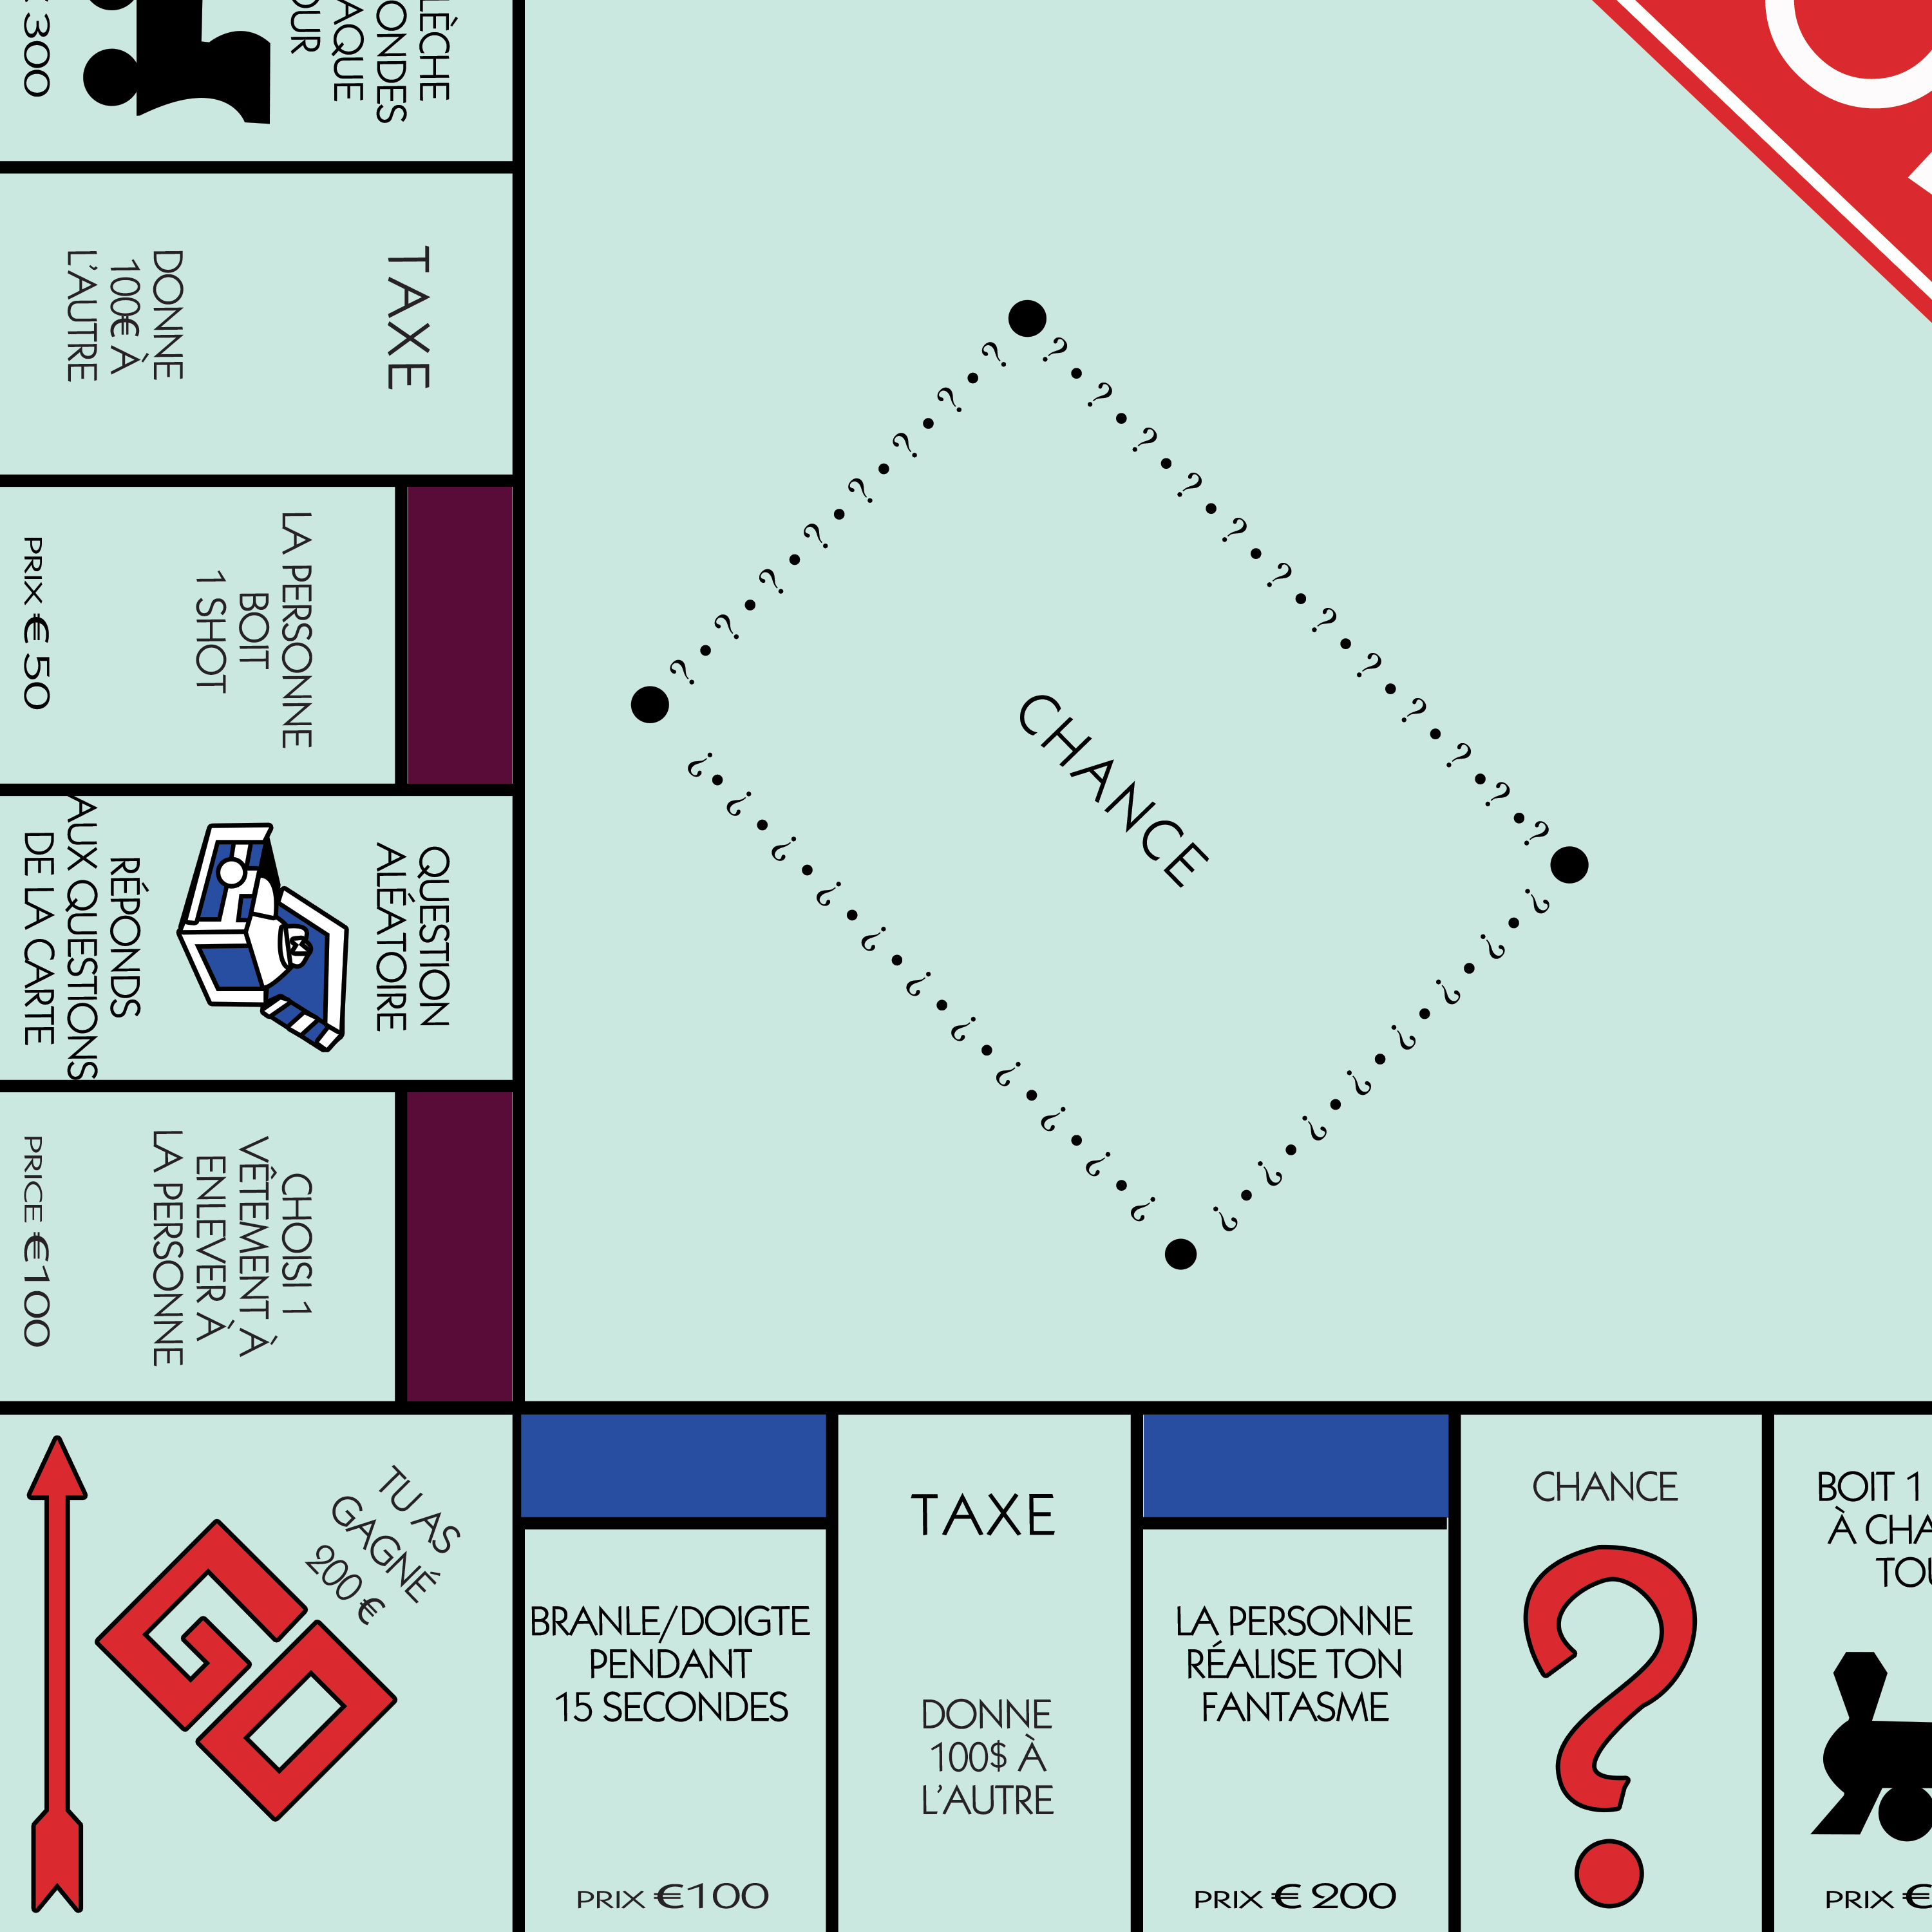 LÈCHE
ONDES
AQUE
OUR
300
TAXE
DONNE
100€ À
L'AUTRE
LA PERSONNE
BOIT
1 SHOT
PRIX € 50
QUESTION
ALÉATOIRE
RÉPONDS
AUX QUESTIONS
DE LA CARTE
CHOISI 1
VÊTEMENT À
ENLEVER À
LA PERSONNE
PRICE €100
CHANCE
TU AS
GAGNÉ
200 €
GO
BRANLE/DOIGTE
PENDANT
15 SECONDES
PRIX €100
TAXE
DONNE
100$ À
L'AUTRE
LA PERSONNE
RÉALISE TON
FANTASME
PRIX € 200
CHANCE
?
BOIT 1
À CHA
TOU
PRIX €